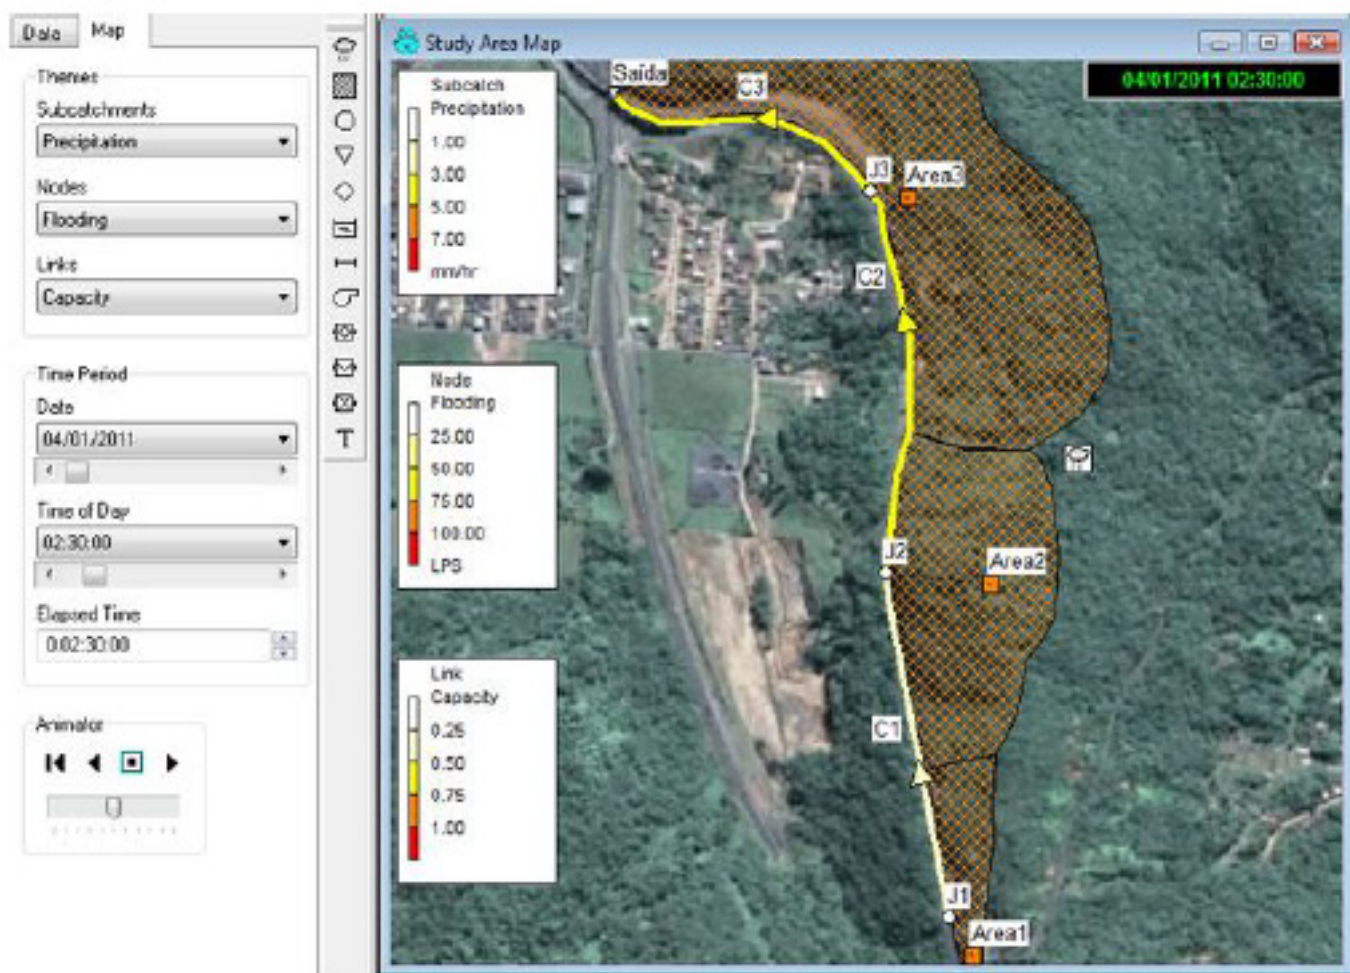 Data Map
Themes
Subcatchments
Precipitation
Nodes
Flooding
Links
Capacity
Time Period
Date
04/01/2011
Time of Day
02:30:00
Elapsed Time
0.02:30:00
Animator
T
Study Area Map
04/01/2011 02:30:00
Subcatch
Precipitation
1.00
3.00
5.00
7.00
mm/hr
Node
Flooding
25.00
50.00
75.00
100.00
LPS
Link
Capacity
0.25
0.50
0.75
1.00
Saída
C3
J3
Area3
C2
J2
Area2
C1
J1
Area1